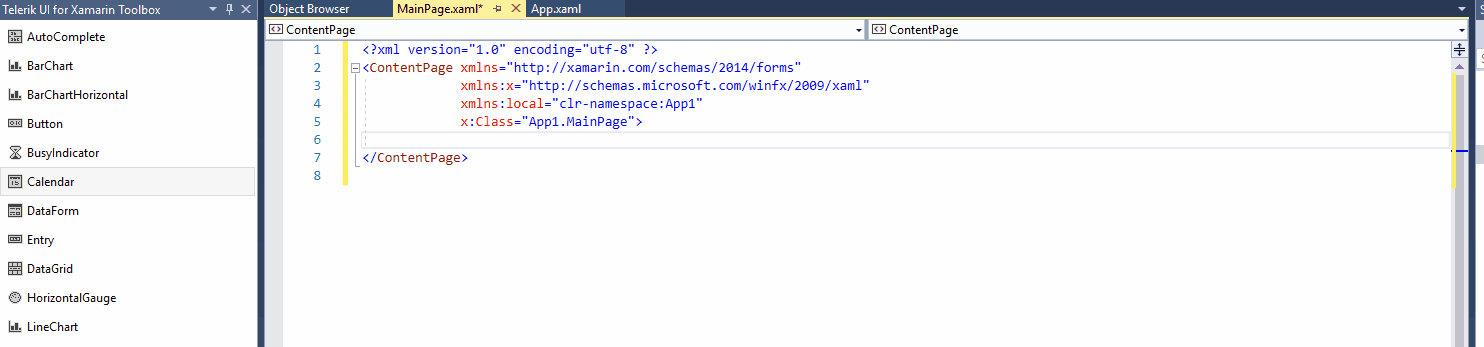 Telerik UI for Xamarin Toolbox
AutoComplete
BarChart
BarChartHorizontal
Button
BusyIndicator
Calendar
DataForm
Entry
DataGrid
HorizontalGauge
LineChart
Object Browser
MainPage.xaml*
App.xaml
ContentPage
ContentPage
1 <?xml version="1.0" encoding="utf-8" ?>
2 <ContentPage xmlns="http://xamarin.com/schemas/2014/forms"
3 xmlns:x="http://schemas.microsoft.com/winfx/2009/xaml"
4 xmlns:local="clr-namespace:App1"
5 x:Class="App1.MainPage">
6
7 </ContentPage>
8